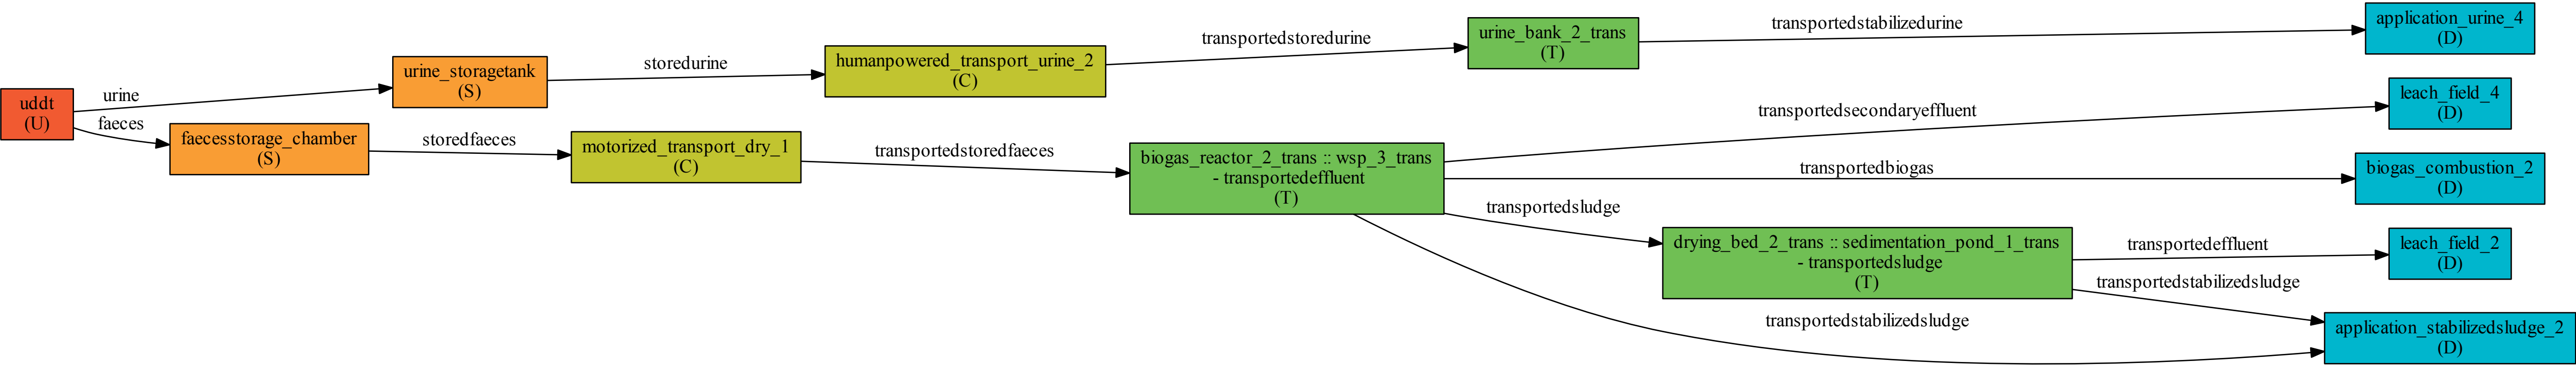 uddt
(U)
urine
faeces
urine_storagetank
(S)
faecesstorage_chamber
(S)
storedurine
storedfaeces
humanpowered_transport_urine_2
(C)
motorized_transport_dry_1
(C)
transportedstoredurine
transportedstoredfaeces
urine_bank_2_trans
(T)
biogas_reactor_2_trans :: wsp_3_trans
- transportedeffluent
(T)
transportedstabilizedurine
transportedsecondaryeffluent
transportedbiogas
transportedsludge
drying_bed_2_trans :: sedimentation_pond_1_trans
- transportedsludge
(T)
transportedeffluent
transportedstabilizedsludge
transportedstabilizedsludge
application_urine_4
(D)
leach_field_4
(D)
biogas_combustion_2
(D)
leach_field_2
(D)
application_stabilizedsludge_2
(D)